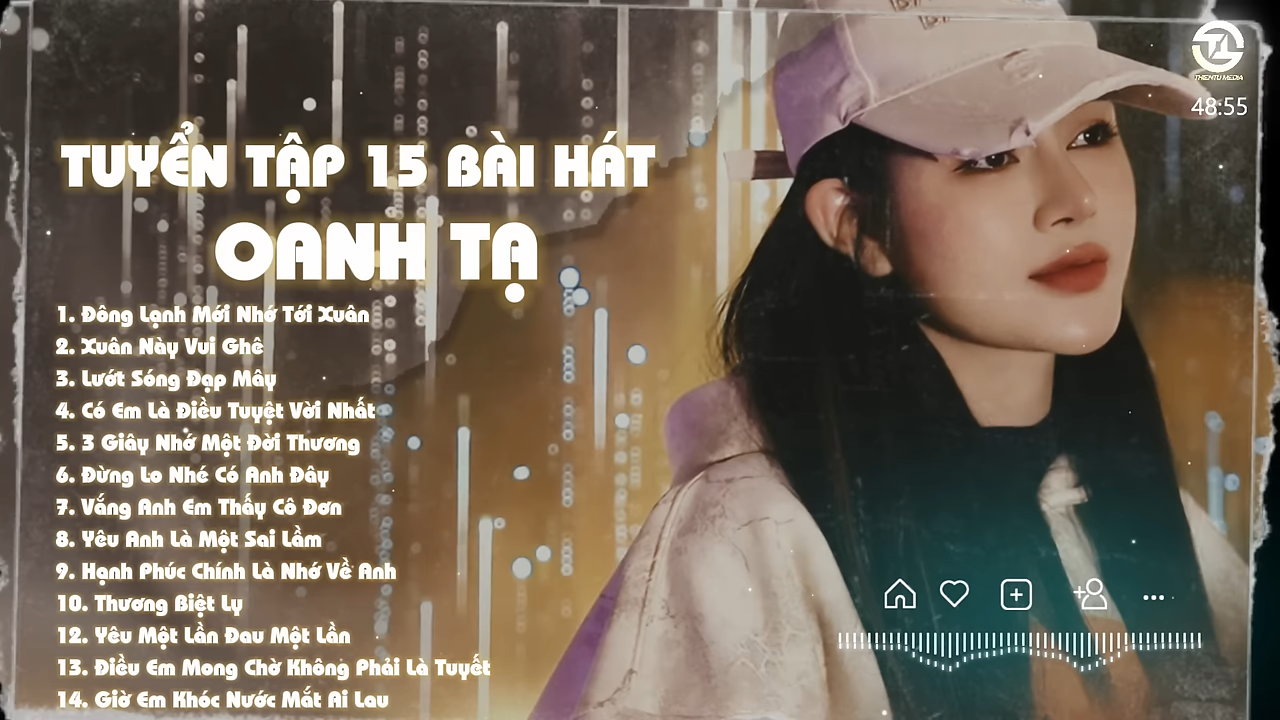 TUYỂN TẬP 15 BÀI HÁT
OANH TẠ
1. Đông Lạnh Mới Nhớ Tới Xuân
2. Xuân Này Vui Ghê
3. Lướt Sóng Đạp Mây
4. Có Em Là Điều Tuyệt Vời Nhất
5. 3 Giây Nhớ Một Đời Thương
6. Đừng Lo Nhé Có Anh Đây
7. Vắng Anh Em Thấy Cô Đơn
8. Yêu Anh Là Một Sai Lầm
9. Hạnh Phúc Chính Là Nhớ Về Anh
10. Thương Biệt Ly
12. Yêu Một Lần Đau Một Lần
13. Điều Em Mong Chờ Không Phải Là Tuyết
14. Giờ Em Khóc Nước Mắt Ai Lau
THIENTU MEDIA
48:55